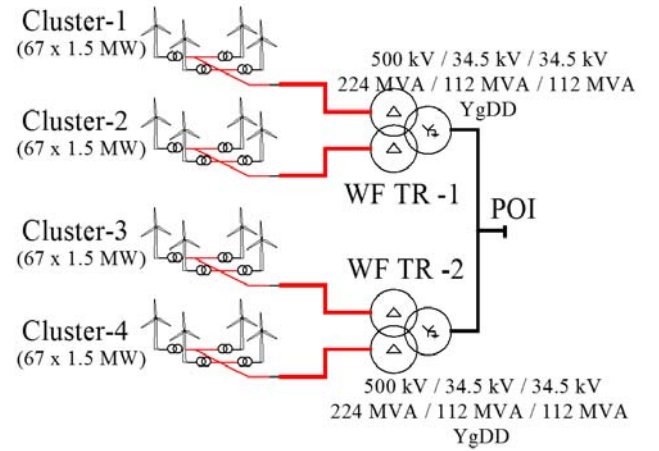 Cluster-1
(67 x 1.5 MW)
500 kV / 34.5 kV / 34.5 kV
224 MVA / 112 MVA / 112 MVA
YgDD
Cluster-2
(67 x 1.5 MW)
WF TR -1
POI
Cluster-3
(67 x 1.5 MW)
WF TR -2
Cluster-4
(67 x 1.5 MW)
500 kV / 34.5 kV / 34.5 kV
224 MVA / 112 MVA / 112 MVA
YgDD